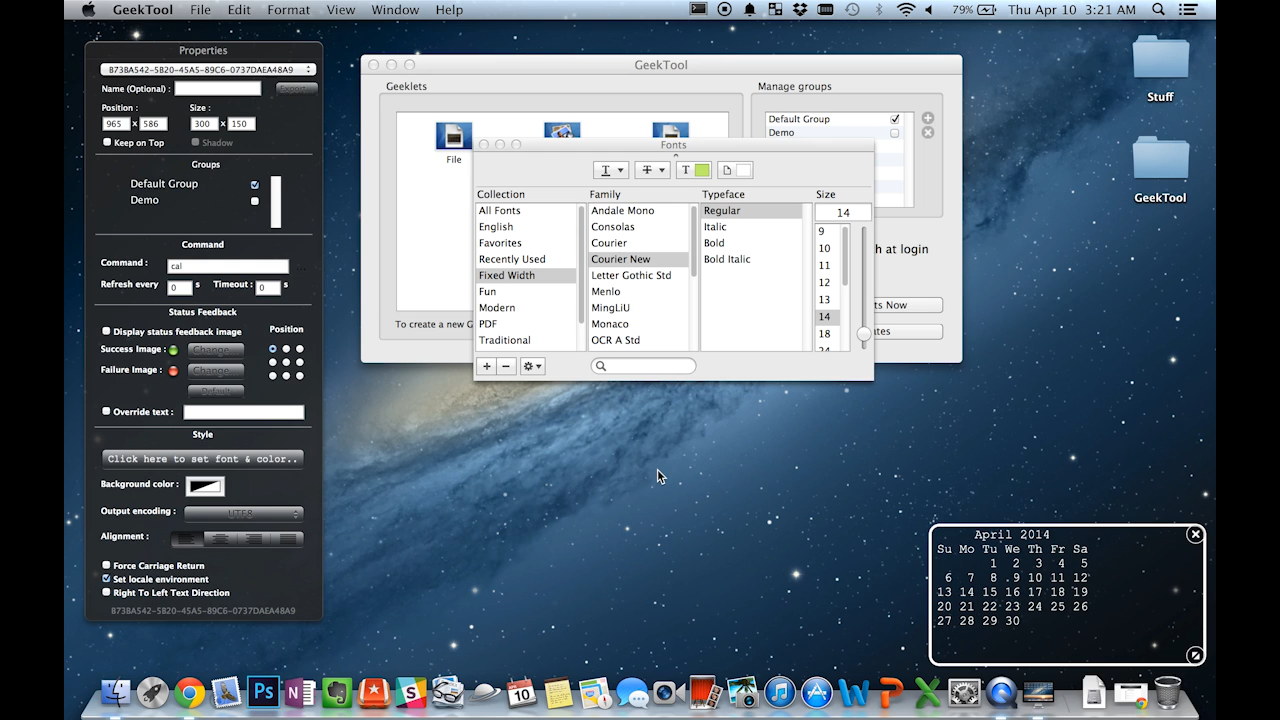 GeekTool File Edit Format View Window Help 79% Thu Apr 10 3:21 AM
Properties
B73BA542-5B20-45A5-89C6-0737DAEA48A9
Name (Optional) : Export..
Position : Size :
965 x 586 300 x 150
Keep on Top Shadow
Groups
Default Group
Demo
Command
Command : cal ...
Refresh every 0 s Timeout : 0 s
Status Feedback
Display status feedback image Position
Success Image : Change...
Failure Image : Change...
Default
Override text :
Style
Click here to set font & color..
Background color :
Output encoding : UTF8
Alignment :
Force Carriage Return
Set locale environment
Right To Left Text Direction
B73BA542-5B20-45A5-89C6-0737DAEA48A9
GeekTool
Geeklets
File
To create a new G
Manage groups
Default Group
Demo
h at login
ts Now
ates
Fonts
T T T
Collection Family Typeface Size
All Fonts Andale Mono Regular 14
English Consolas Italic 9
Favorites Courier Bold 10
Recently Used Courier New Bold Italic 11
Fixed Width Letter Gothic Std 12
Fun Menlo 13
Modern MingLiU 14
PDF Monaco 18
Traditional OCR A Std 24
Stuff
GeekTool
April 2014
Su Mo Tu We Th Fr Sa
1 2 3 4 5
6 7 8 .9 10 11 12
13 14 15 16 17 18 19
20 21 22 23 24 25 26
27 28 29 30
Ps N S 10 W P X